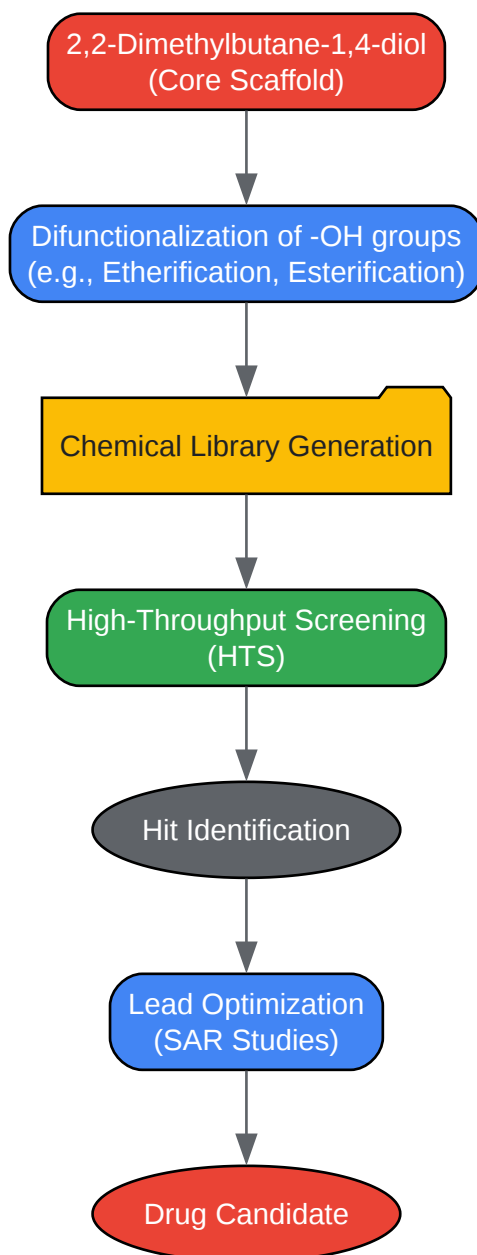 2,2-Dimethylbutane-1,4-diol
(Core Scaffold)
Difunctionalization of -OH groups
(e.g., Etherification, Esterification)
Chemical Library Generation
High-Throughput Screening
(HTS)
Hit Identification
Lead Optimization
(SAR Studies)
Drug Candidate